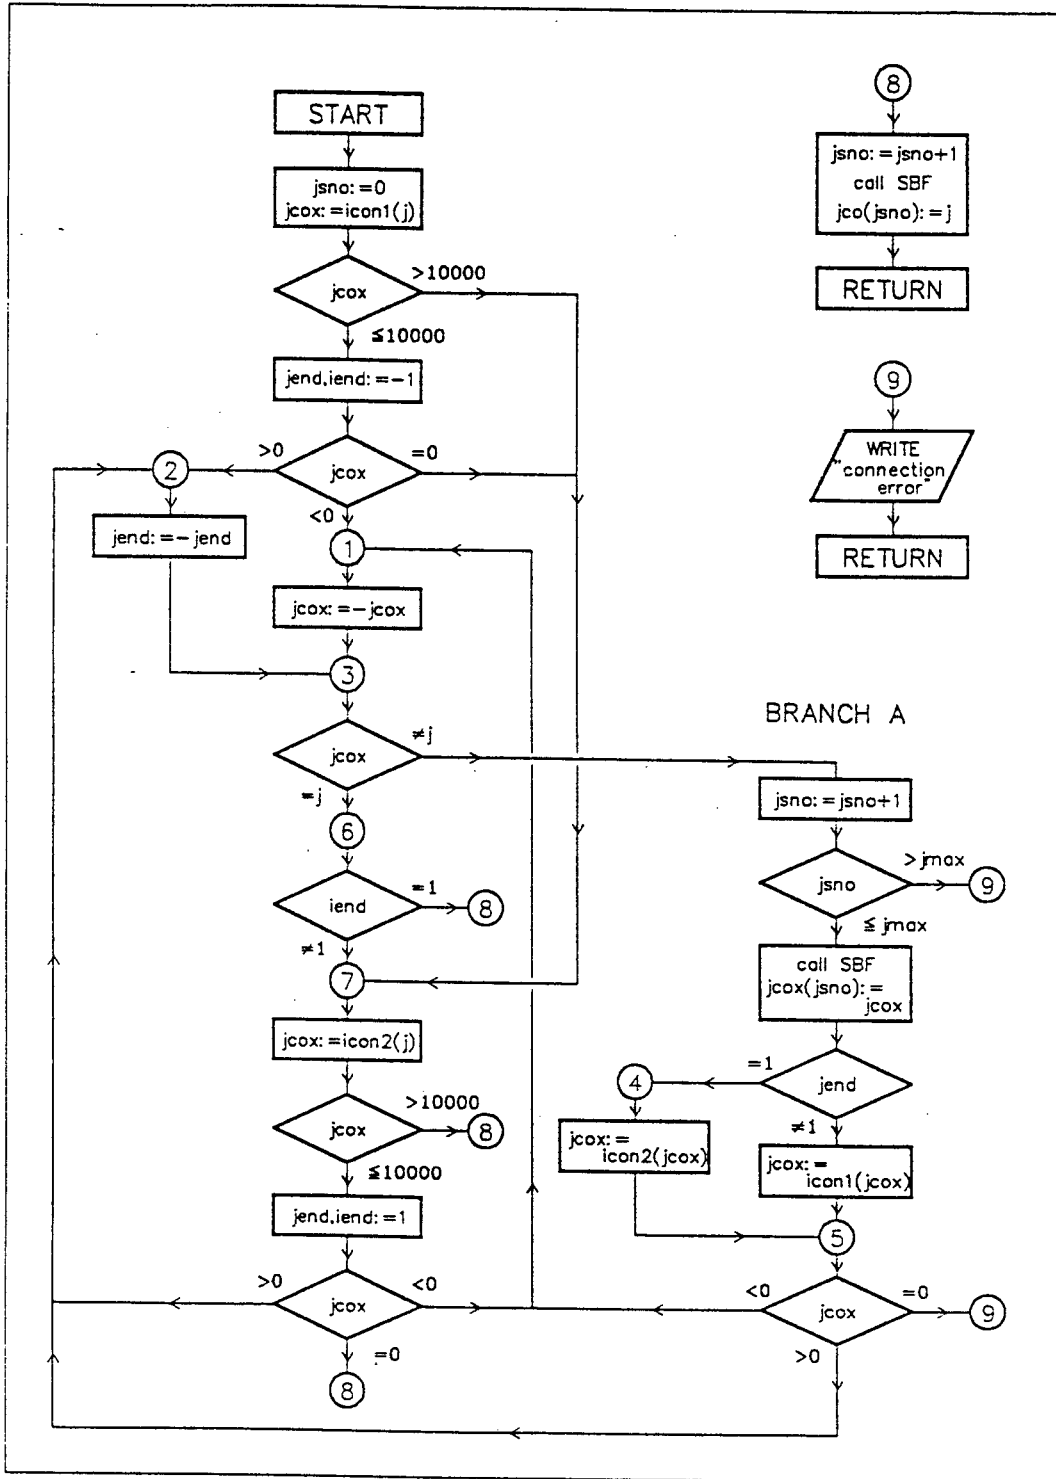 START
jsno:=0
jcox:=icon1(j)
jcox
>10000
≦10000
jend,iend:=-1
jcox
>0
=0
<0
2
jend:=-jend
1
jcox:=-jcox
3
jcox
≠j
=j
6
iend
=1
8
≠1
7
jcox:=icon2(j)
jcox
>10000
8
≦10000
jend,iend:=1
jcox
>0
<0
=0
8
8
jsno:=jsno+1
call SBF
jco(jsno):=j
RETURN
9
WRITE
"connection
error"
RETURN
BRANCH A
jsno:=jsno+1
jsno
>jmax
9
≦jmax
call SBF
jcox(jsno):=
jcox
jend
=1
4
≠1
jcox:=
icon2(jcox)
jcox:=
icon1(jcox)
5
jcox
<0
=0
9
>0